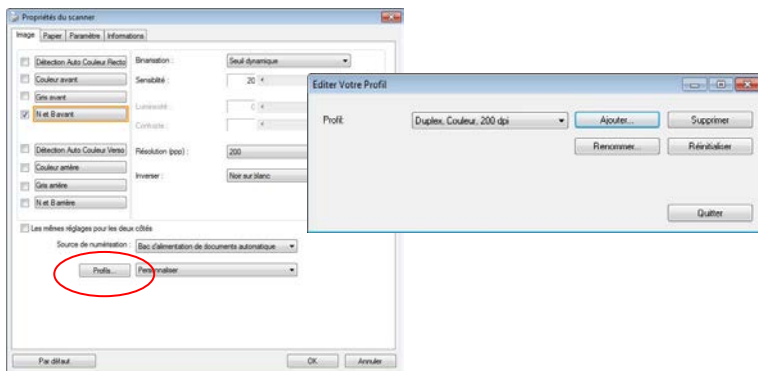 Propriétés du scanner
Image Papier Paramètre Informations
Détection Auto Couleur Recto
Couleur avant
Gris avant
N et B avant
Détection Auto Couleur Verso
Couleur arrière
Gris arrière
N et B arrière
Binarisation :
Seuil dynamique
Sensibilité :
20
Luminosité :
0
Contraste :
Résolution (ppp) :
200
Inverser :
Noir sur blanc
Les mêmes réglages pour les deux côtés
Source de numérisation :
Bac d'alimentation de documents automatique
Profils...
Personnaliser
Par défaut
OK
Annuler
Éditer Votre Profil
Profil:
Duplex, Couleur, 200 dpi
Ajouter...
Supprimer
Renommer...
Réinitialiser
Quitter